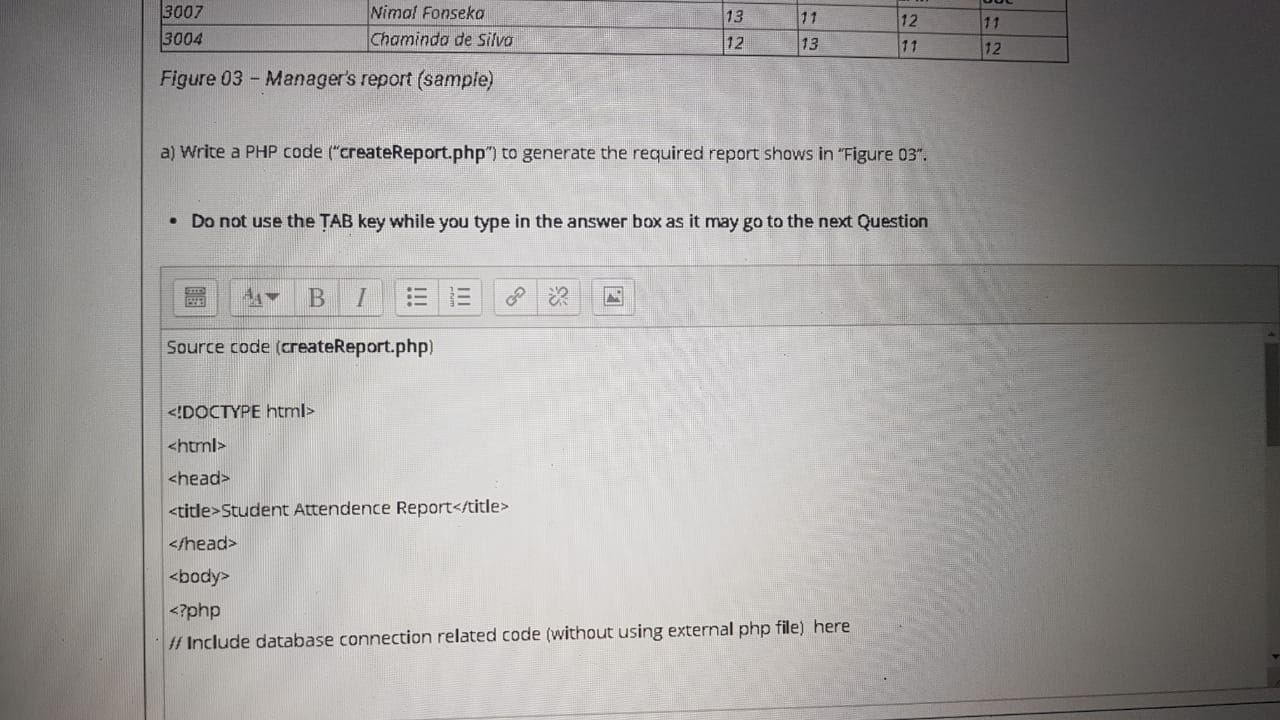 3007 Nimal Fonseka 13 11 12 11
3004 Chaminda de Silva 12 13 11 12
Figure 03 – Manager's report (sample)
a) Write a PHP code ("createReport.php") to generate the required report shows in "Figure 03".
• Do not use the TAB key while you type in the answer box as it may go to the next Question
B I
Source code (createReport.php)
<!DOCTYPE html>
<html>
<head>
<title>Student Attendence Report</title>
</head>
<body>
<?php
// Include database connection related code (without using external php file) here